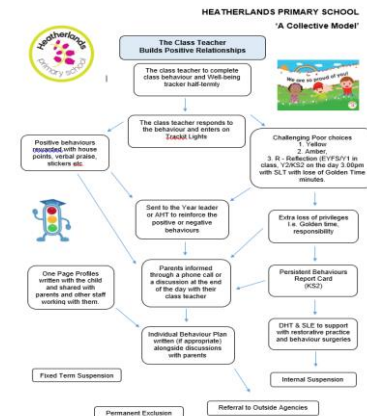 HEATHERLANDS PRIMARY SCHOOL
'A Collective Model'
Heatherlands
primary school
The Class Teacher
Builds Positive Relationships
The class teacher to complete
class behaviour and Well-being
tracker half-termly
We are so proud of you!
The class teacher responds to
the behaviour and enters on
Trackit Lights
Positive behaviours
rewarded with house
points, verbal praise,
stickers etc
Challenging Poor choices
1. Yellow
2. Amber,
3. R - Reflection (EYFS/Y1 in
class, Y2/KS2 on the day 3:00pm
with SLT with loss of Golden Time
minutes.
Sent to the Year leader
or AHT to reinforce the
positive or negative
behaviours
Extra loss of privileges
I.e. Golden time,
responsibility
One Page Profiles
written with the child
and shared with
parents and other staff
working with them.
Parents informed
through a phone call or
a discussion at the end
of the day with their
class teacher
Persistent Behaviours
Report Card
(KS2)
Individual Behaviour Plan
written (if appropriate)
alongside discussions
with parents
DHT & SLE to support
with restorative practice
and behaviour surgeries
Fixed Term Suspension
Internal Suspension
Permanent Exclusion
Referral to Outside Agencies